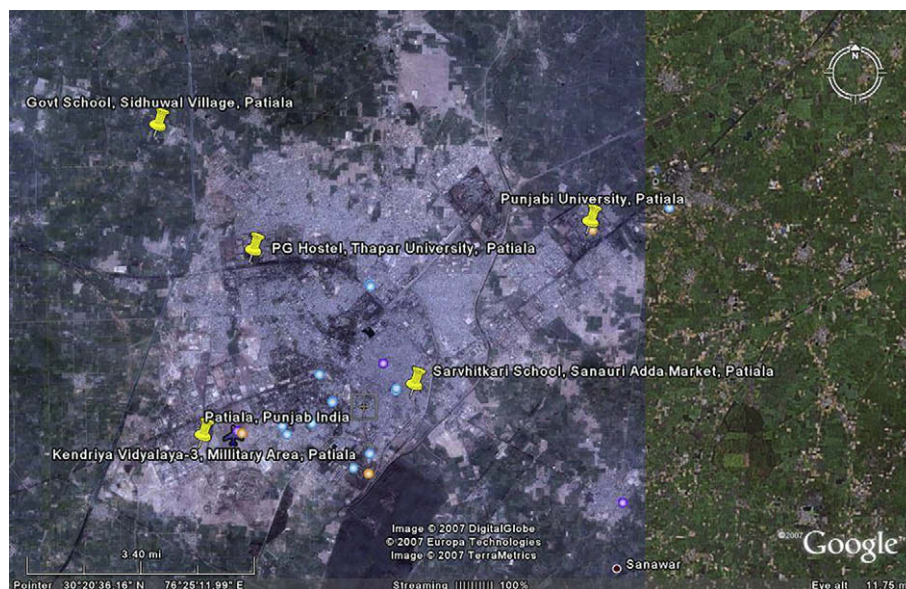 N
Govt School, Sidhuwal Village, Patiala
Punjabi University, Patiala
PG Hostel, Thapar University, Patiala
Sarvhitkari School, Sanauri Adda Market, Patiala
Patiala, Punjab India
Kendriya Vidyalaya-3, Millitary Area, Patiala
Image © 2007 DigitalGlobe
© 2007 Europa Technologies
Image © 2007 TerraMetrics
©2007 Google™
3.40 mi
Sanawar
Pointer 30°20'36.16" N 76°25'11.99" E Streaming ||||||||| 100% Eye alt 11.75 m